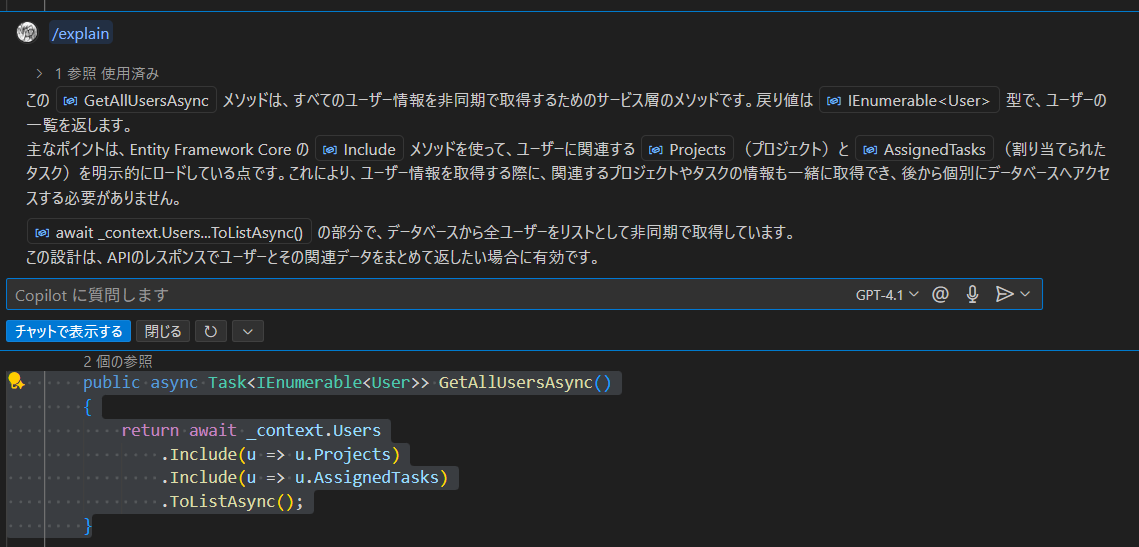 /explain
1 参照 使用済み
この GetAllUsersAsync メソッドは、すべてのユーザー情報を非同期で取得するためのサービス層のメソッドです。戻り値は IEnumerable<User> 型で、ユーザーの
一覧を返します。
主なポイントは、Entity Framework Core の Include メソッドを使って、ユーザーに関連する Projects （プロジェクト）と AssignedTasks （割り当てられた
タスク）を明示的にロードしている点です。これにより、ユーザー情報を取得する際に、関連するプロジェクトやタスクの情報も一緒に取得でき、後から個別にデータベースへアクセ
スする必要がありません。
await _context.Users...ToListAsync() の部分で、データベースから全ユーザーをリストとして非同期で取得しています。
この設計は、APIのレスポンスでユーザーとその関連データをまとめて返したい場合に有効です。
Copilot に質問します GPT-4.1
チャットで表示する 閉じる
2 個の参照
public async Task<IEnumerable<User>> GetAllUsersAsync()
{
return await _context.Users
.Include(u => u.Projects)
.Include(u => u.AssignedTasks)
.ToListAsync();
}